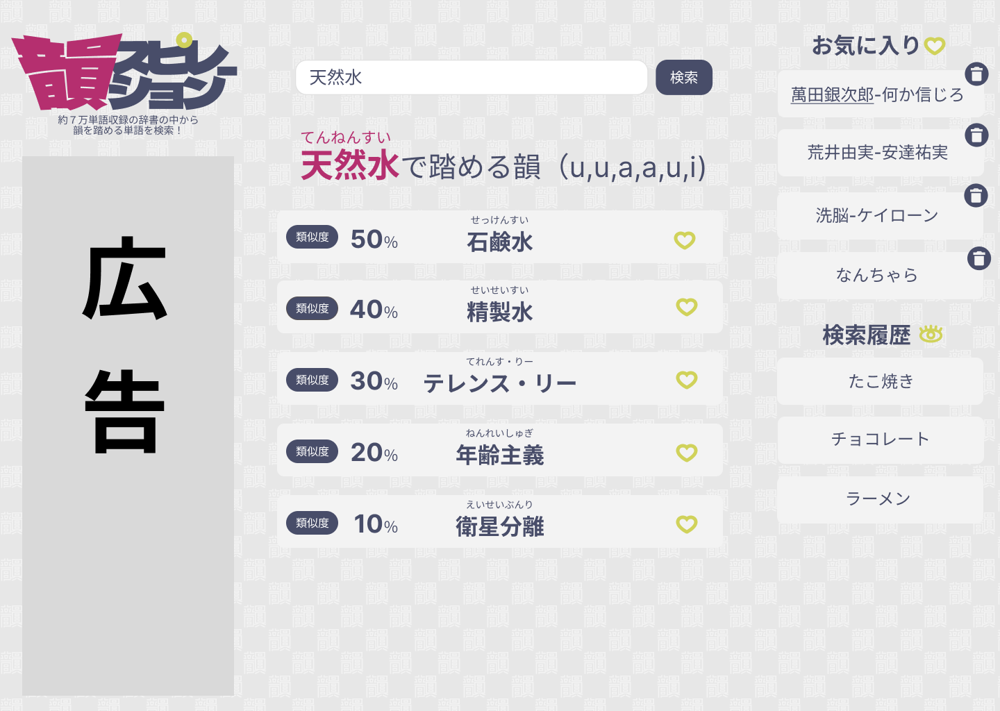 韻スピレーション
約７万単語収録の辞書の中から
韻を踏める単語を検索！
広
告
天然水
検索
てんねんすい
天然水で踏める韻（u,u,a,a,u,i)
類似度 50%
せっけんすい
石鹸水
類似度 40%
せいせいすい
精製水
類似度 30%
てれんす・りー
テレンス・リー
類似度 20%
ねんれいしゅぎ
年齢主義
類似度 10%
えいせいぶんり
衛星分離
お気に入り
萬田銀次郎-何か信じろ
荒井由実-安達祐実
洗脳-ケイローン
なんちゃら
検索履歴
たこ焼き
チョコレート
ラーメン